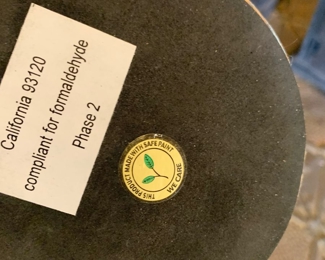 California 93120
compliant for formaldehyde
Phase 2
THIS PRODUCT MADE WITH SAFE PAINT
WE CARE